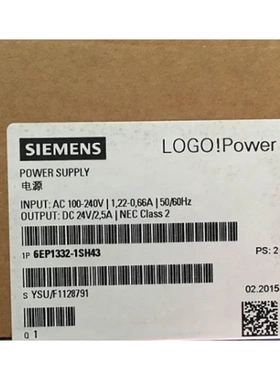 SIEMENS
LOGO!Power
POWER SUPPLY
电源
INPUT: AC 100-240V | 1,22-0,66A | 50/60Hz
OUTPUT: DC 24V/2,5A | NEC Class 2
1P 6EP1332-1SH43
PS: 2
S YSU/F1128791
02.2015
Q 1